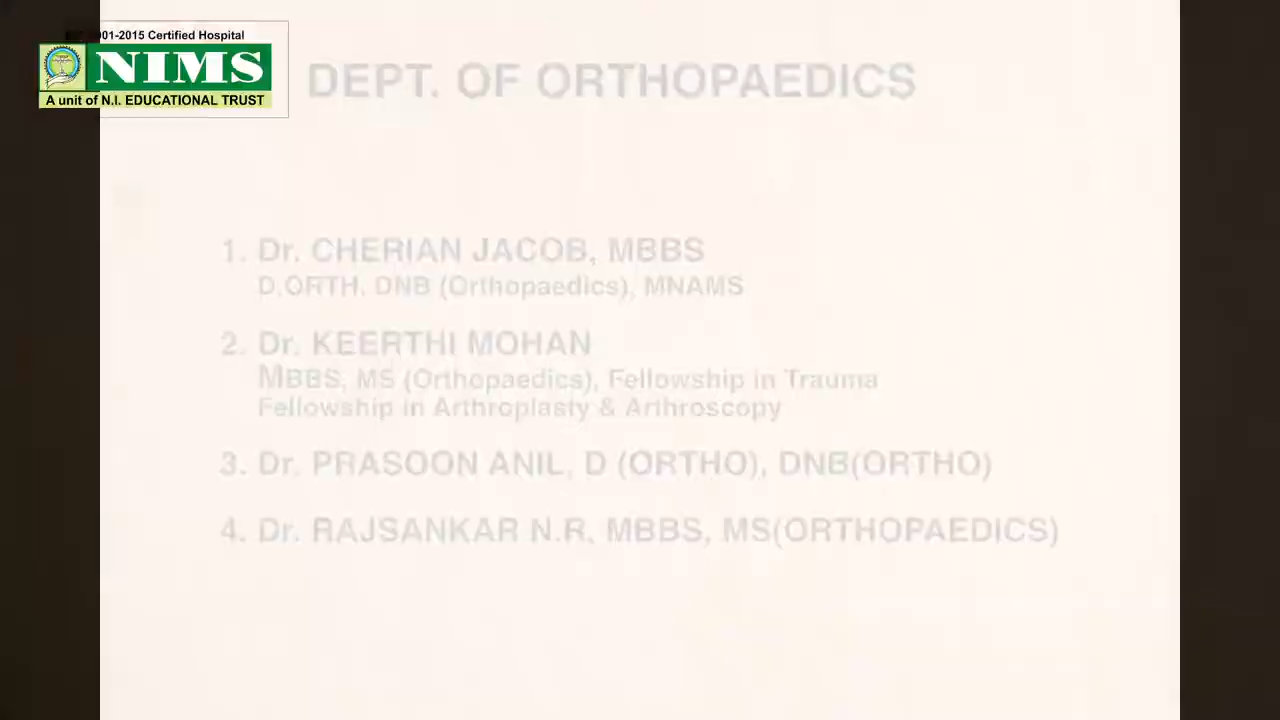 001-2015 Certified Hospital
NIMS
A unit of N.I. EDUCATIONAL TRUST
DEPT. OF ORTHOPAEDICS
1. Dr. CHERIAN JACOB, MBBS
D.ORTH. DNB (Orthopaedics), MNAMS
2. Dr. KEERTHI MOHAN
MBBS, MS (Orthopaedics), Fellowship in Trauma
Fellowship in Arthroplasty & Arthroscopy
3. Dr. PRASOON ANIL, D (ORTHO), DNB(ORTHO)
4. Dr. RAJSANKAR N.R, MBBS, MS(ORTHOPAEDICS)